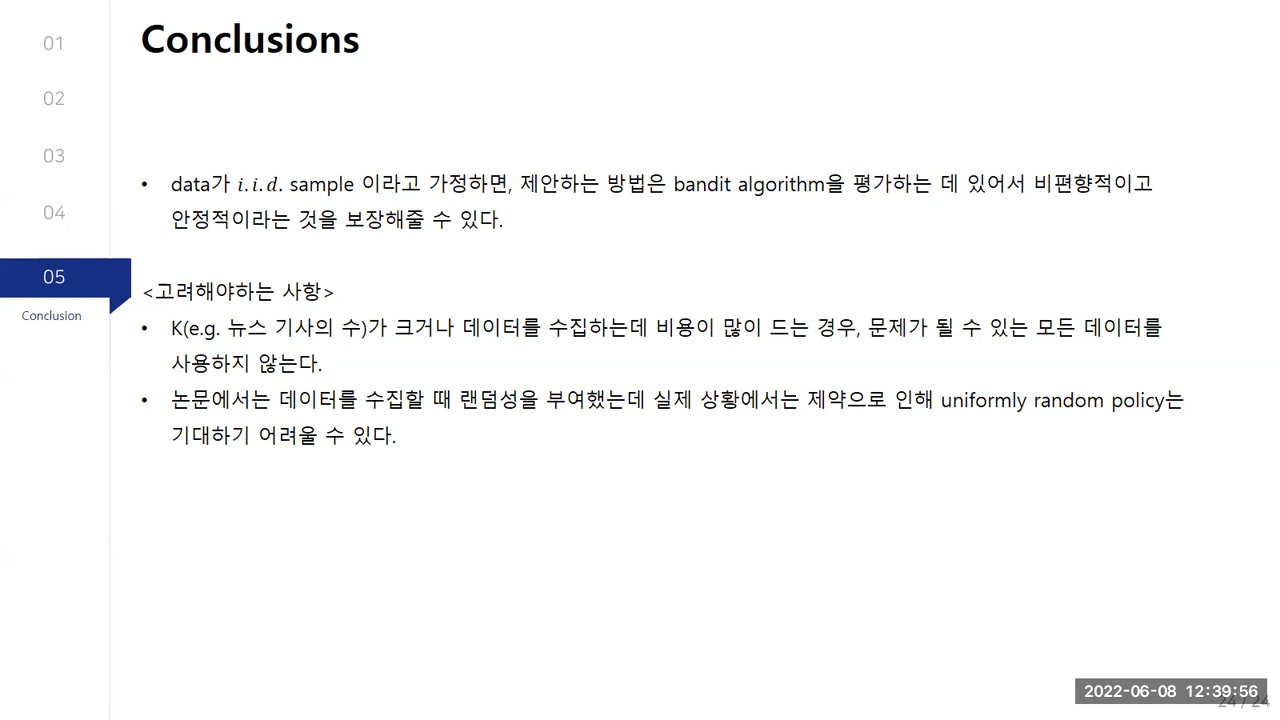 Conclusions
01
02
03
04
05
Conclusion
• data가 i.i.d. sample 이라고 가정하면, 제안하는 방법은 bandit algorithm을 평가하는 데 있어서 비편향적이고
안정적이라는 것을 보장해줄 수 있다.
<고려해야하는 사항>
• K(e.g. 뉴스 기사의 수)가 크거나 데이터를 수집하는데 비용이 많이 드는 경우, 문제가 될 수 있는 모든 데이터를
사용하지 않는다.
• 논문에서는 데이터를 수집할 때 랜덤성을 부여했는데 실제 상황에서는 제약으로 인해 uniformly random policy는
기대하기 어려울 수 있다.
2022-06-08 12:39:56
24 / 24